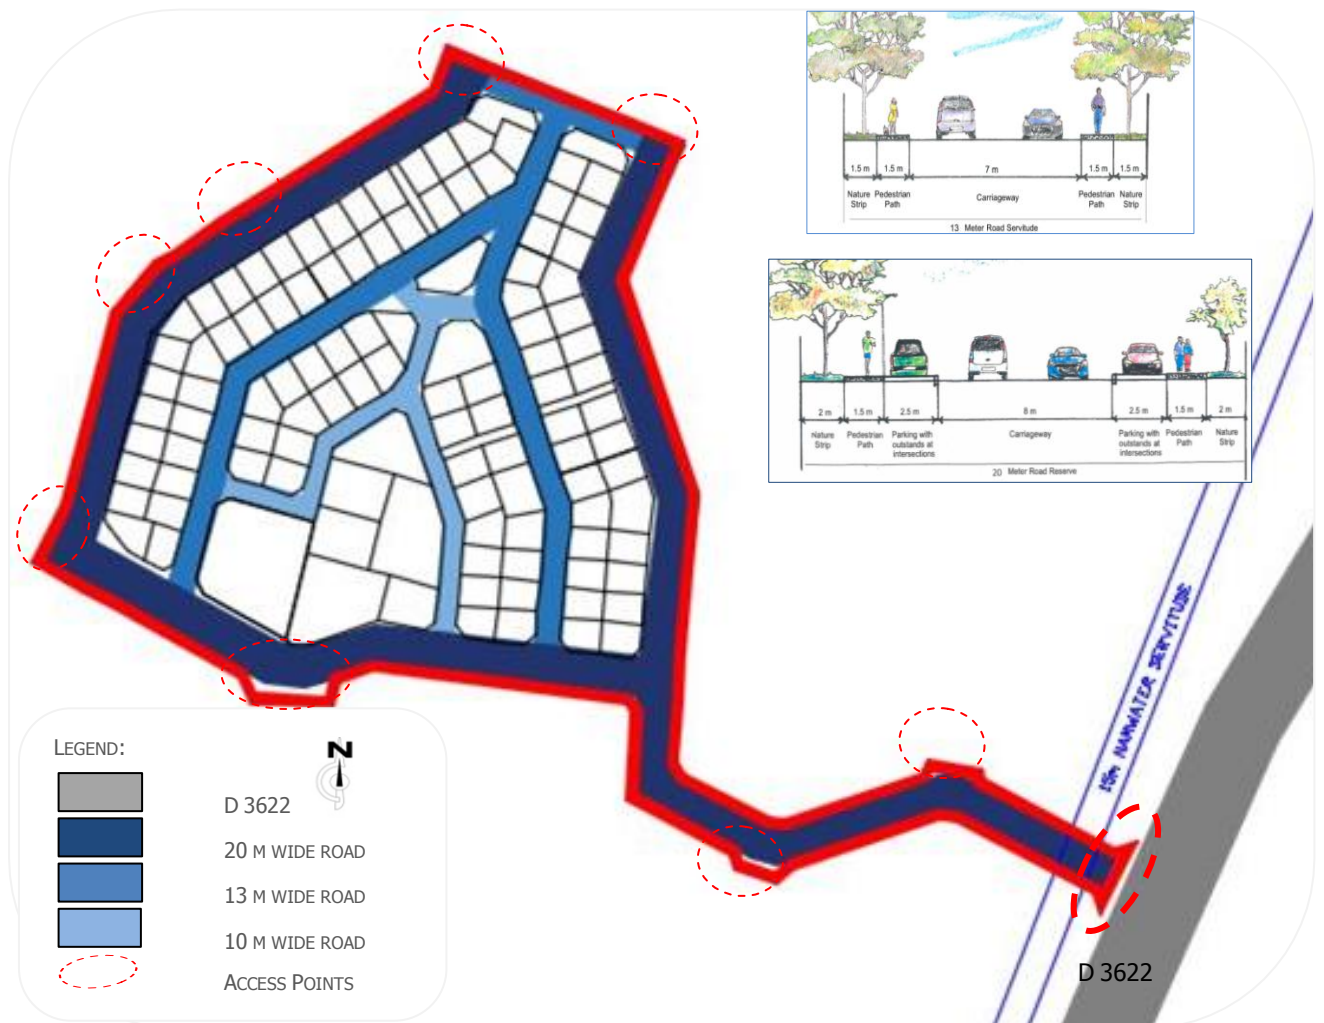 1.5 m 1.5 m 7 m 1.5 m 1.5 m
Nature Pedestrian Carriageway Pedestrian Nature
Strip Path Path Strip
13 Meter Road Servitude
2 m 1.5 m 2.5 m 8 m 2.5 m 1.5 m 2 m
Nature Pedestrian Parking with Carriageway Parking with Pedestrian Nature
Strip Path outstands at outstands at Path Strip
intersections intersections
20 Meter Road Reserve
15m NAMWATER SERVITUDE
LEGEND:
N
D 3622
20 M WIDE ROAD
13 M WIDE ROAD
10 M WIDE ROAD
ACCESS POINTS
D 3622